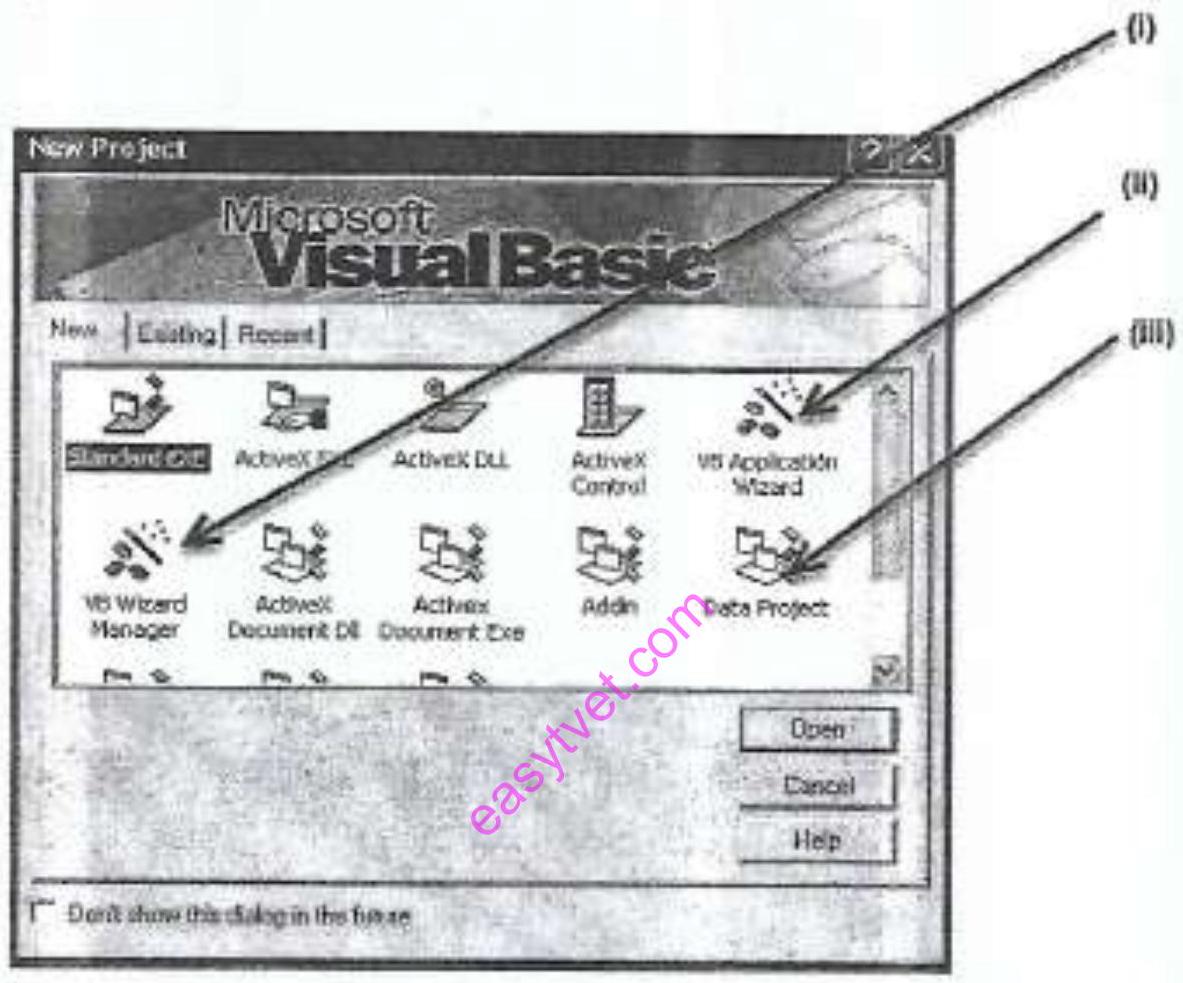 (i)
New Project
(ii)
Microsoft
Visual Basic
New Existing Recent
(iii)
Standard EXE ActiveX ActiveX DLL ActiveX Control VB Application Wizard
VB Wizard Manager ActiveX Document Dll Activex Document Exe Addin Data Project
easytvet.com
Open
Cancel
Help
Don't show this dialog in the future